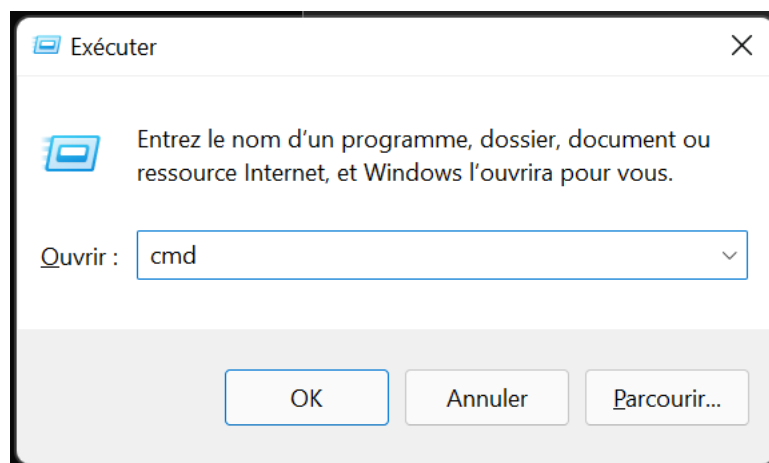 Exécuter
Entrez le nom d'un programme, dossier, document ou
ressource Internet, et Windows l'ouvrira pour vous.
Ouvrir :
cmd
OK
Annuler
Parcourir...